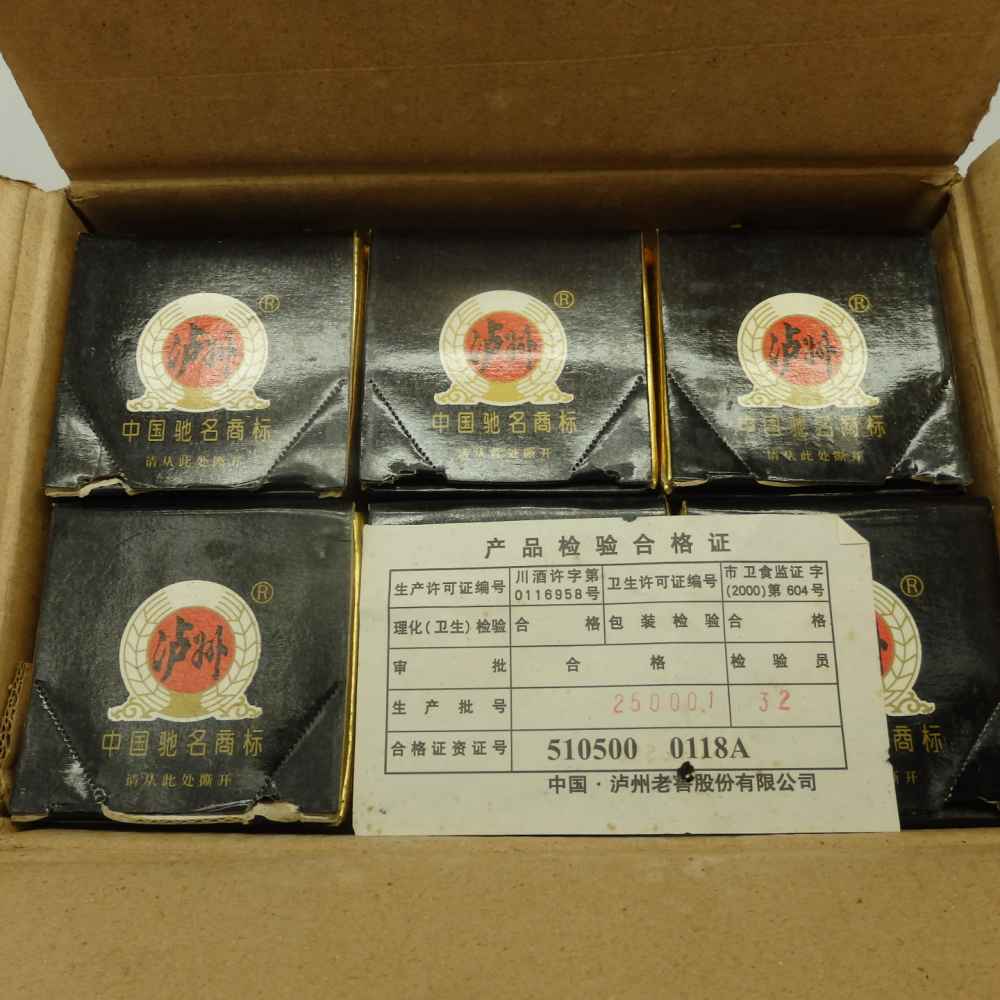 ®
泸州
中国驰名商标
请从此处撕开
®
泸州
中国驰名商标
请从此处撕开
®
泸州
中国驰名商标
请从此处撕开
®
泸州
中国驰名商标
请从此处撕开
产品检验合格证
生产许可证编号 川酒许字第 0116958号 卫生许可证编号 市卫食监证字 (2000)第 604号
理化(卫生)检验 合格 包装检验 合格
审批 合格 检验员
生产批号 250001 32
合格证资证号 510500 0118A
中国·泸州老窖股份有限公司
®
商标
撕开